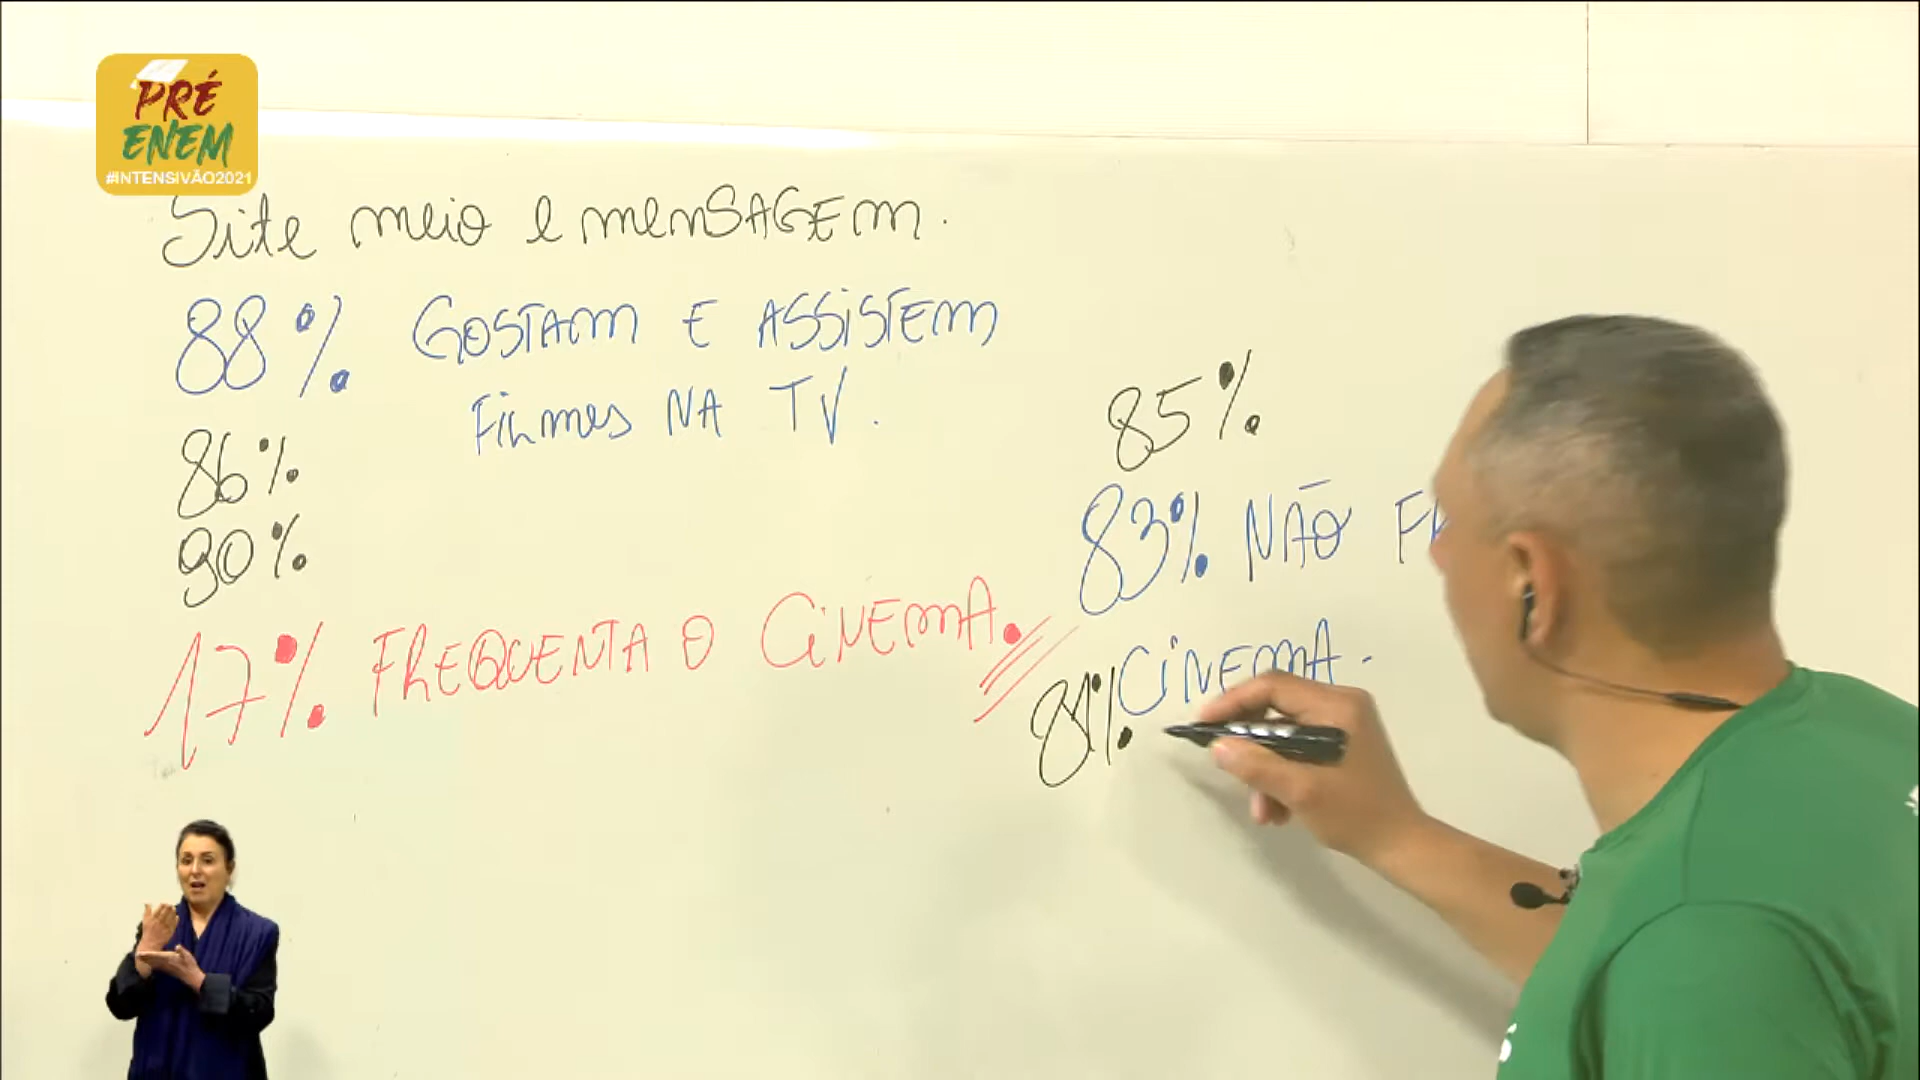 PRÉ
ENEM
#INTENSIVÃO2021
Site meio e mensagem.
88% Gostam e assistem
filmes na TV.
86%
90%
17% frequenta o cinema.
85%
83% não
cinema.
81%